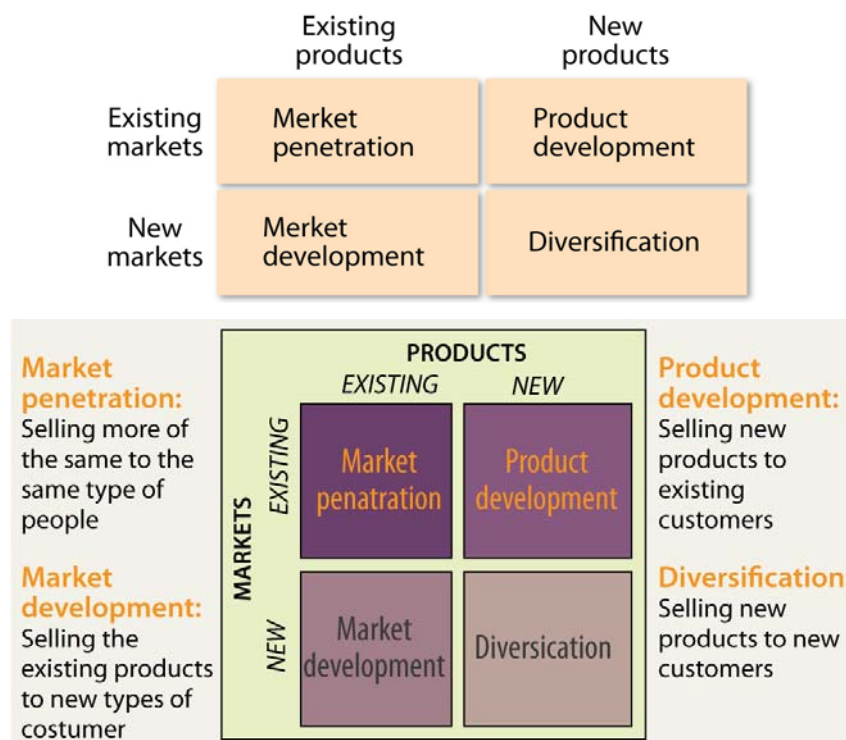 Existing
products
New
products
Existing
markets
Merket
penetration
Product
development
New
markets
Merket
development
Diversification
Market
penetration:
Selling more of
the same to the
same type of
people
Market
development:
Selling the
existing products
to new types of
costumer
PRODUCTS
EXISTING
NEW
MARKETS
EXISTING
NEW
Market
penatration
Product
development
Market
development
Diversication
Product
development:
Selling new
products to
existing
customers
Diversification
Selling new
products to new
customers